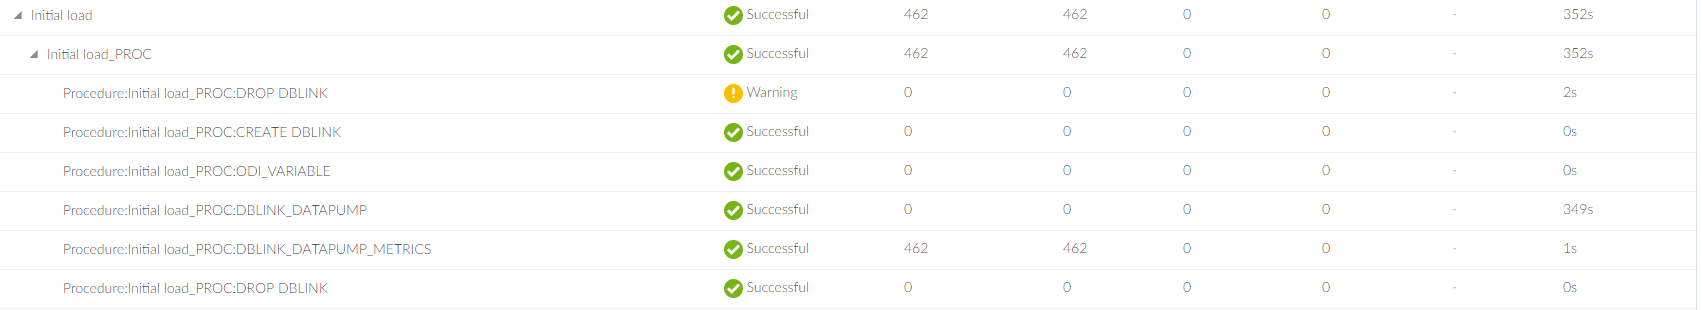 Initial load Successful 462 462 0 0 - 352s
Initial load_PROC Successful 462 462 0 0 - 352s
Procedure:Initial load_PROC:DROP DBLINK Warning 0 0 0 0 - 2s
Procedure:Initial load_PROC:CREATE DBLINK Successful 0 0 0 0 - 0s
Procedure:Initial load_PROC:ODI_VARIABLE Successful 0 0 0 0 - 0s
Procedure:Initial load_PROC:DBLINK_DATAPUMP Successful 0 0 0 0 - 349s
Procedure:Initial load_PROC:DBLINK_DATAPUMP_METRICS Successful 462 462 0 0 - 1s
Procedure:Initial load_PROC:DROP DBLINK Successful 0 0 0 0 - 0s